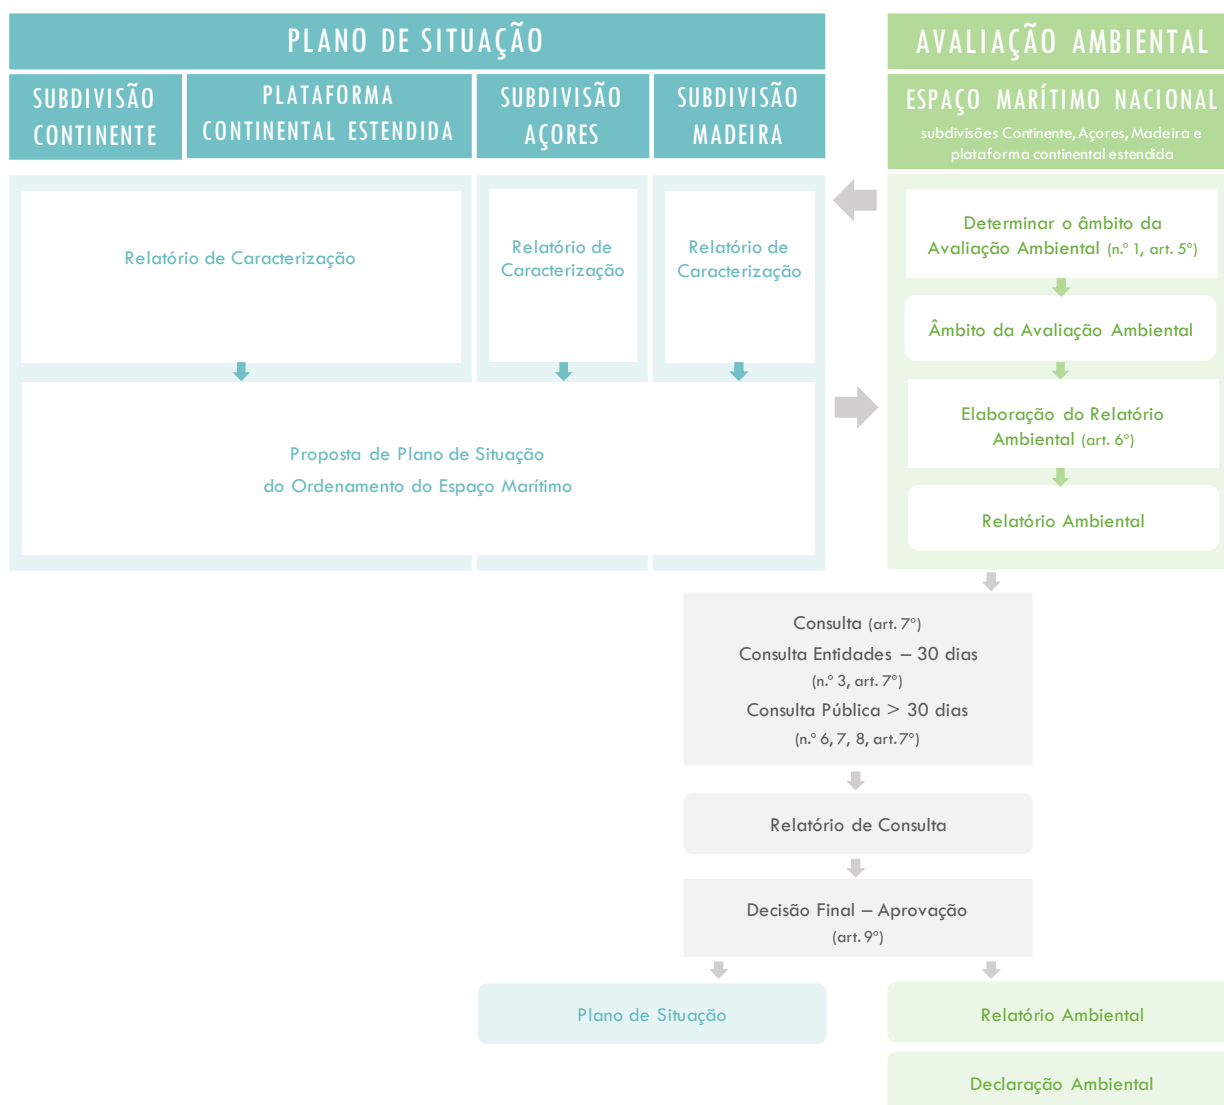 PLANO DE SITUAÇÃO
SUBDIVISÃO
CONTINENTE
PLATAFORMA
CONTINENTAL ESTENDIDA
SUBDIVISÃO
AÇORES
SUBDIVISÃO
MADEIRA
Relatório de Caracterização
Relatório de
Caracterização
Relatório de
Caracterização
Proposta de Plano de Situação
do Ordenamento do Espaço Marítimo
AVALIAÇÃO AMBIENTAL
ESPAÇO MARÍTIMO NACIONAL
subdivisões Continente, Açores, Madeira e
plataforma continental estendida
Determinar o âmbito da
Avaliação Ambiental (n.º 1, art. 5º)
Âmbito da Avaliação Ambiental
Elaboração do Relatório
Ambiental (art. 6º)
Relatório Ambiental
Consulta (art. 7º)
Consulta Entidades – 30 dias
(n.º 3, art. 7º)
Consulta Pública > 30 dias
(n.º 6, 7, 8, art. 7º)
Relatório de Consulta
Decisão Final – Aprovação
(art. 9º)
Plano de Situação
Relatório Ambiental
Declaração Ambiental